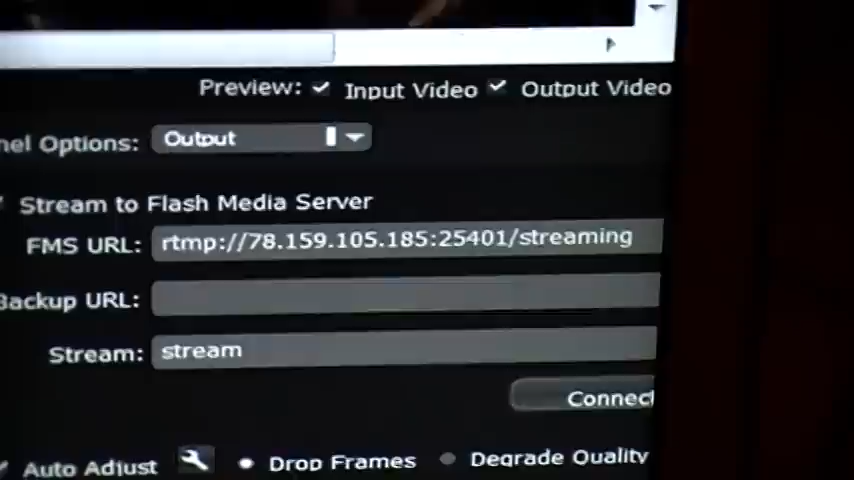 Preview: Input Video Output Video
nel Options: Output
Stream to Flash Media Server
FMS URL: rtmp://78.159.105.185:25401/streaming
Backup URL:
Stream: stream
Connect
Auto Adjust Drop Frames Degrade Quality